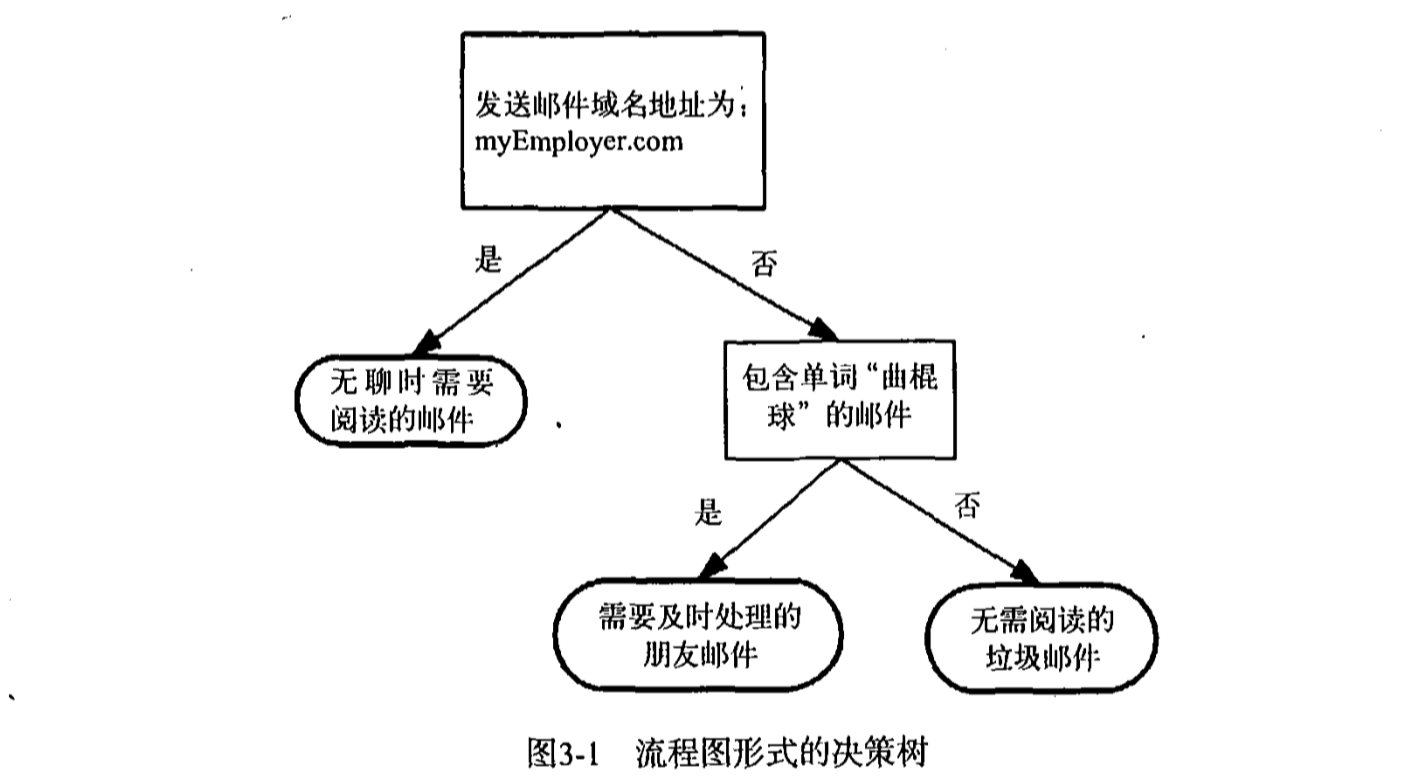 发送邮件域名地址为:
myEmployer.com
是
否
无聊时需要
阅读的邮件
包含单词“曲棍
球”的邮件
是
否
需要及时处理的
朋友邮件
无需阅读的
垃圾邮件
图3-1 流程图形式的决策树